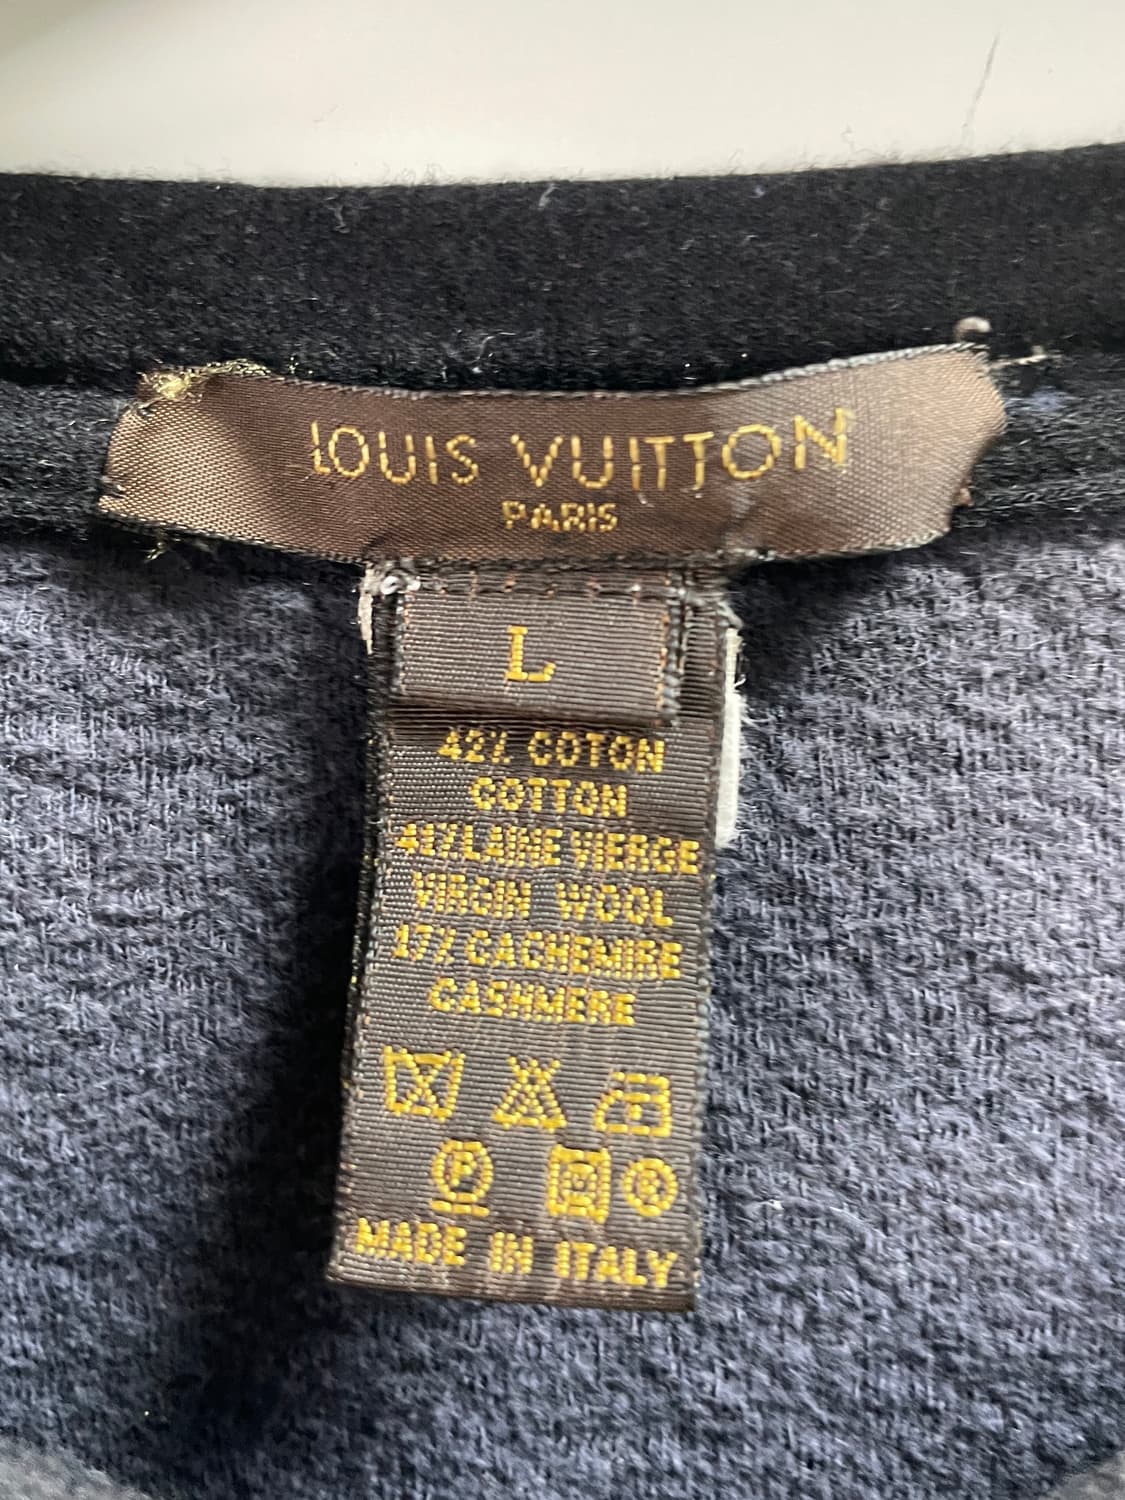 LOUIS VUITTON
PARIS
L
42% COTON
COTTON
41% LAINE VIERGE
VIRGIN WOOL
17% CACHEMIRE
CASHMERE
P
MADE IN ITALY